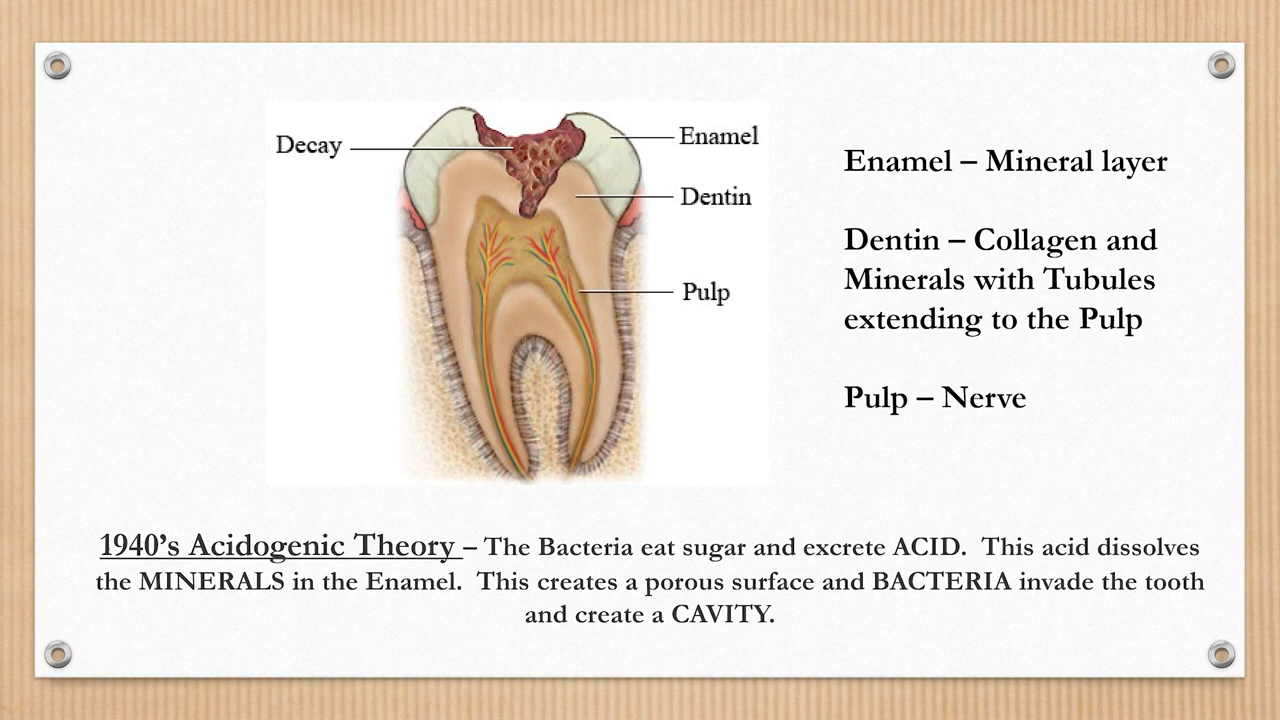 Decay
Enamel
Dentin
Pulp
Enamel – Mineral layer
Dentin – Collagen and
Minerals with Tubules
extending to the Pulp
Pulp – Nerve
1940’s Acidogenic Theory – The Bacteria eat sugar and excrete ACID.  This acid dissolves
the MINERALS in the Enamel.  This creates a porous surface and BACTERIA invade the tooth
and create a CAVITY.